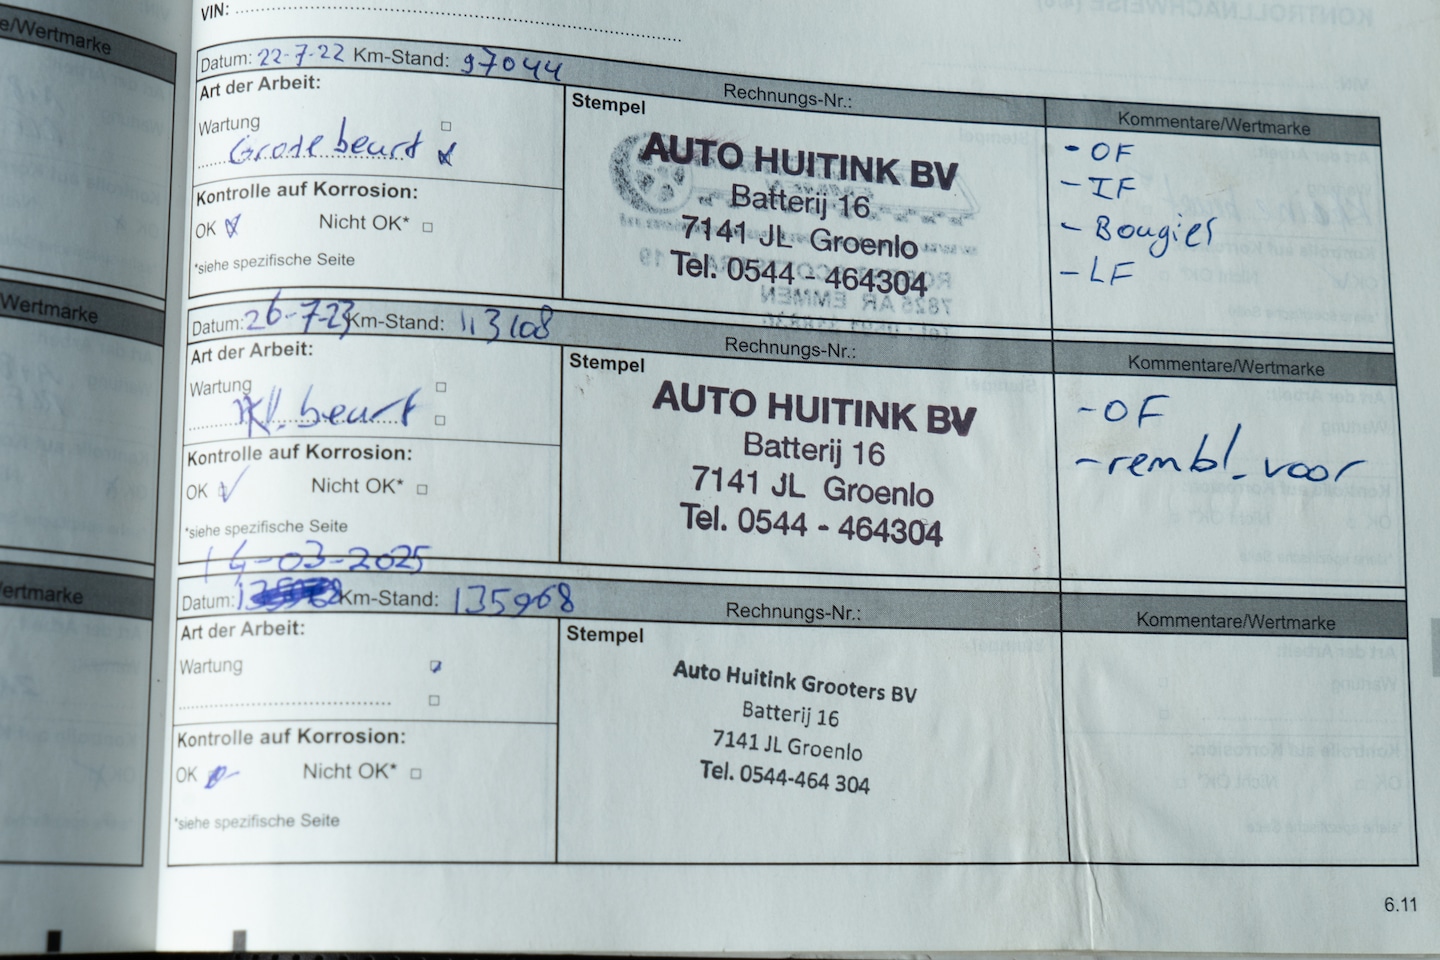 VIN:
Datum: 22-7-22 Km-Stand: 97044
Art der Arbeit:
Wartung
Grote beurt
Kontrolle auf Korrosion:
OK Nicht OK*
*siehe spezifische Seite
Rechnungs-Nr.:
Stempel
AUTO HUITINK BV
Batterij 16
7141 JL Groenlo
Tel. 0544 - 464304
Kommentare/Wertmarke
- OF
- IF
- Bougies
- LF
Datum: 26-7-23 Km-Stand: 113108
Art der Arbeit:
Wartung
Kl. beurt
Kontrolle auf Korrosion:
OK Nicht OK*
*siehe spezifische Seite
Rechnungs-Nr.:
Stempel
AUTO HUITINK BV
Batterij 16
7141 JL Groenlo
Tel. 0544 - 464304
Kommentare/Wertmarke
- OF
- rembl. voor
14-03-2025
Datum: Km-Stand: 135968
Art der Arbeit:
Wartung
Kontrolle auf Korrosion:
OK Nicht OK*
*siehe spezifische Seite
Rechnungs-Nr.:
Stempel
Auto Huitink Grooters BV
Batterij 16
7141 JL Groenlo
Tel. 0544-464 304
Kommentare/Wertmarke
6.11
e/Wertmarke
Wertmarke
ertmarke